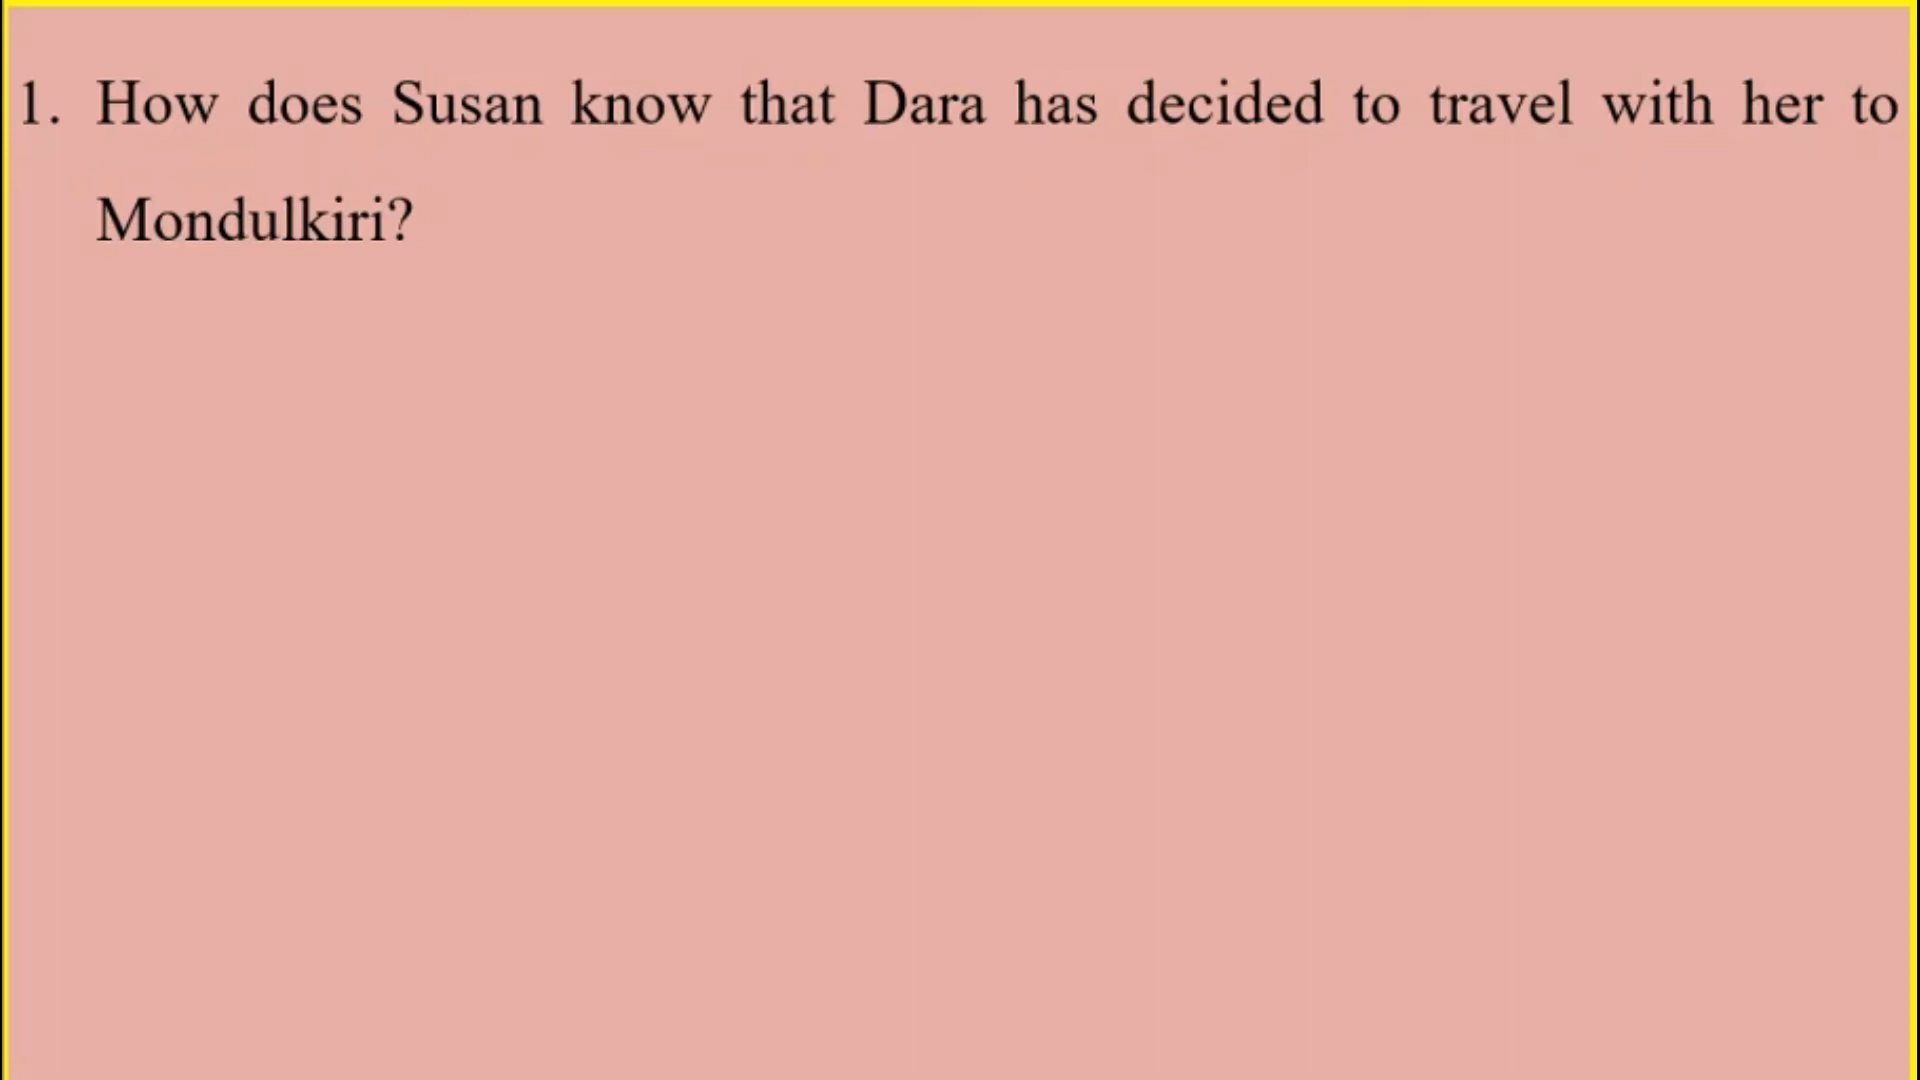 1. How does Susan know that Dara has decided to travel with her to
Mondulkiri?